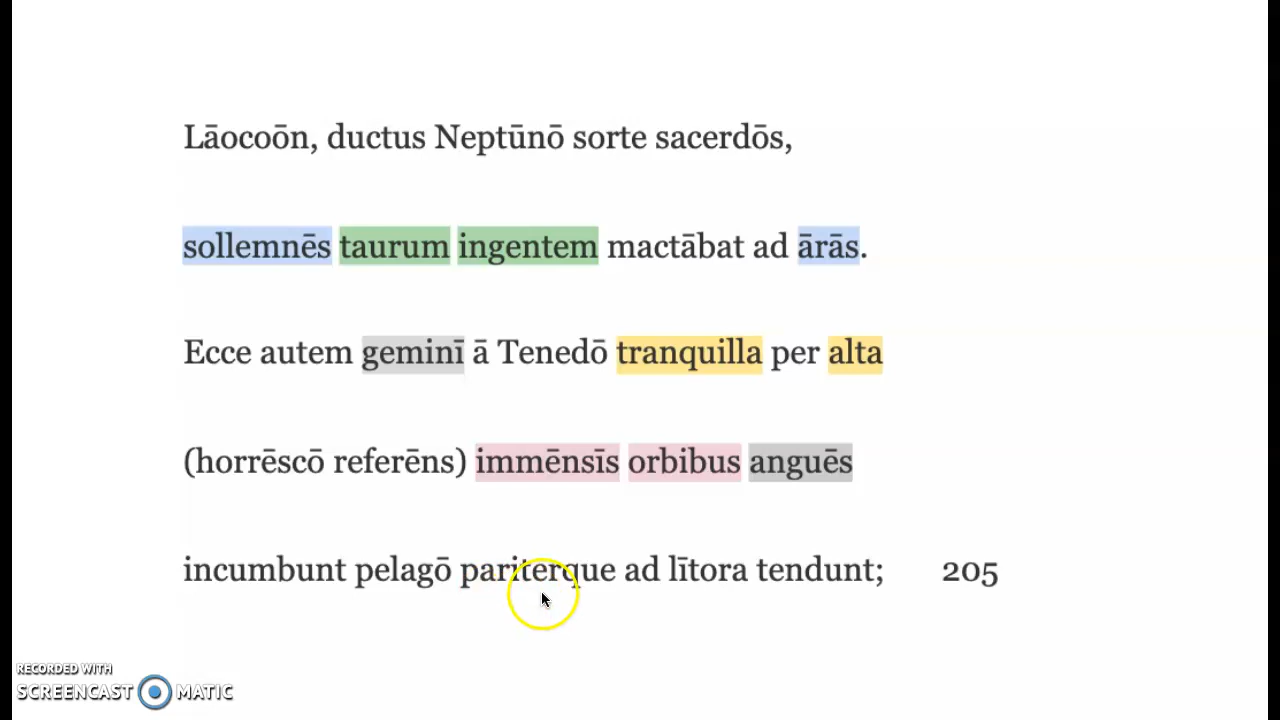 Lāocoōn, ductus Neptūnō sorte sacerdōs,
sollemnēs taurum ingentem mactābat ad ārās.
Ecce autem geminī ā Tenedō tranquilla per alta
(horrēscō referēns) immēnsīs orbibus anguēs
incumbunt pelagō pariterque ad lītora tendunt; 205
RECORDED WITH
SCREENCAST MATIC